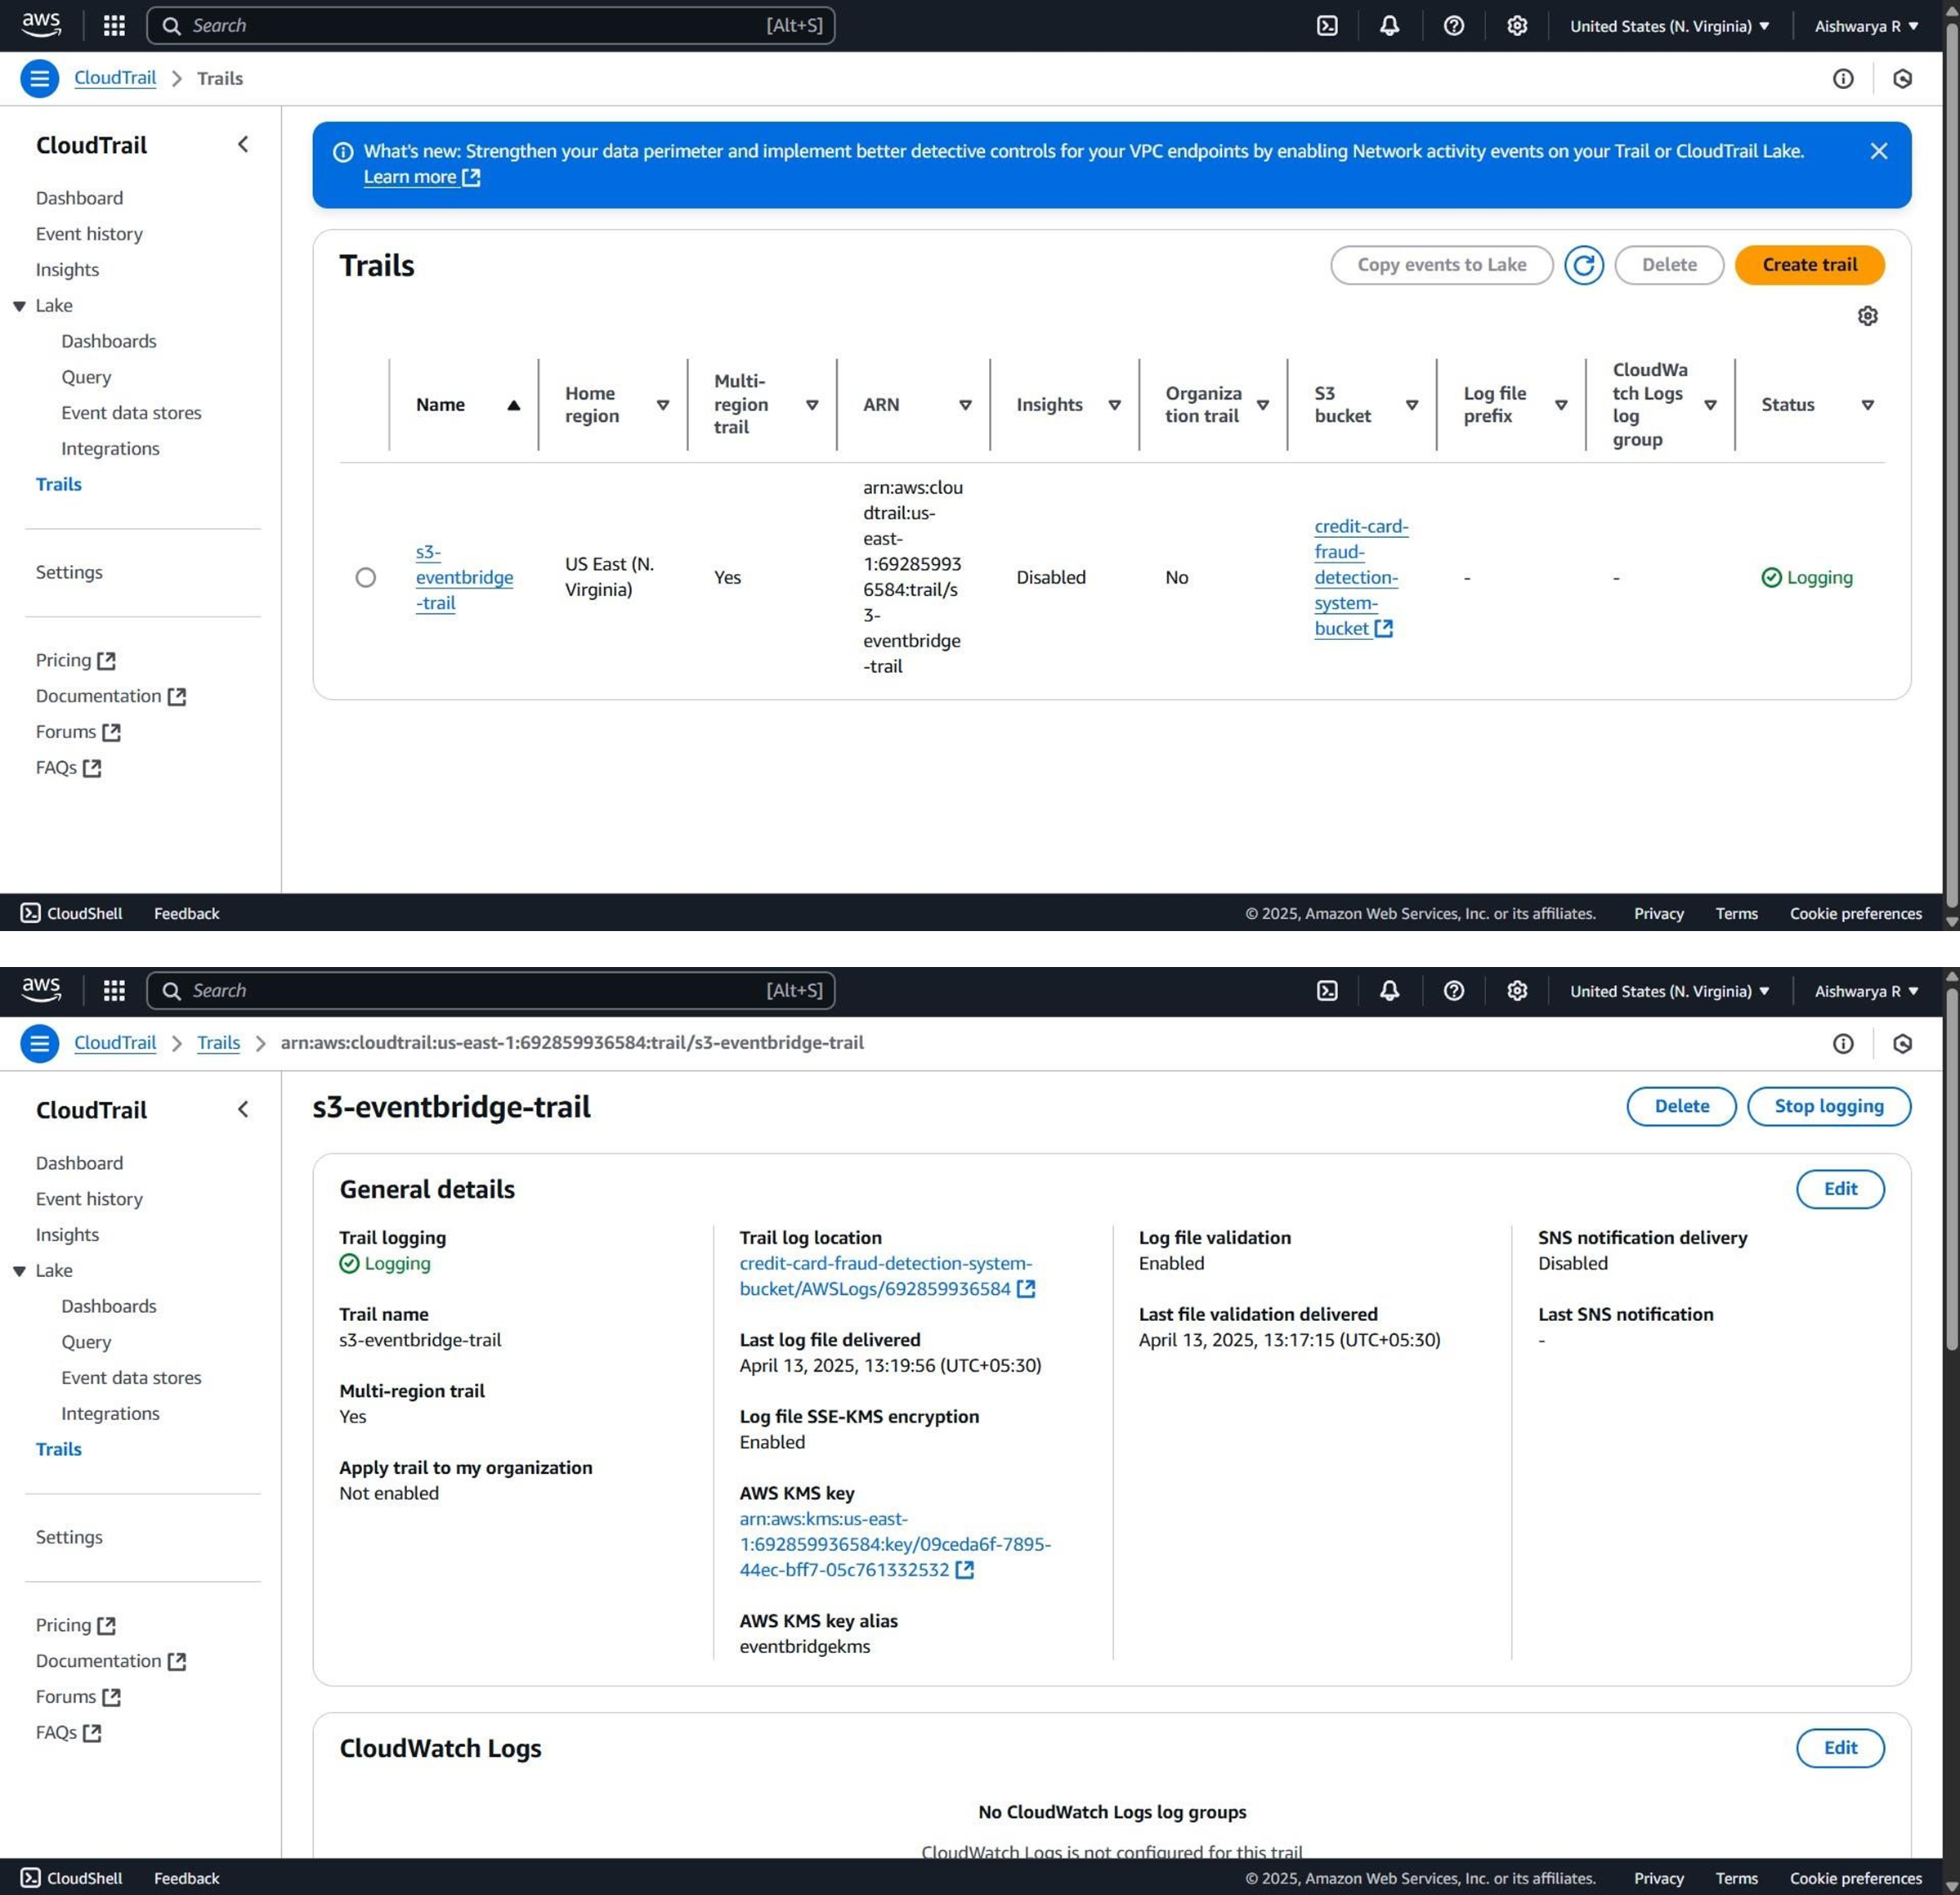 aws
Search [Alt+S]
United States (N. Virginia)
Aishwarya R
CloudTrail
Trails
CloudTrail
Dashboard
Event history
Insights
Lake
Dashboards
Query
Event data stores
Integrations
Trails
Settings
Pricing
Documentation
Forums
FAQs
What's new: Strengthen your data perimeter and implement better detective controls for your VPC endpoints by enabling Network activity events on your Trail or CloudTrail Lake.
Learn more
Trails
Copy events to Lake
Delete
Create trail
Name
Home
region
Multi-
region
trail
ARN
Insights
Organiza
tion trail
S3
bucket
Log file
prefix
CloudWa
tch Logs
log
group
Status
s3-
eventbridge
-trail
US East (N.
Virginia)
Yes
arn:aws:clou
dtrail:us-
east-
1:69285993
6584:trail/s
3-
eventbridge
-trail
Disabled
No
credit-card-
fraud-
detection-
system-
bucket
-
-
Logging
CloudShell
Feedback
© 2025, Amazon Web Services, Inc. or its affiliates.
Privacy
Terms
Cookie preferences
aws
Search [Alt+S]
United States (N. Virginia)
Aishwarya R
CloudTrail
Trails
arn:aws:cloudtrail:us-east-1:692859936584:trail/s3-eventbridge-trail
CloudTrail
Dashboard
Event history
Insights
Lake
Dashboards
Query
Event data stores
Integrations
Trails
Settings
Pricing
Documentation
Forums
FAQs
s3-eventbridge-trail
Delete
Stop logging
General details
Edit
Trail logging
Logging
Trail name
s3-eventbridge-trail
Multi-region trail
Yes
Apply trail to my organization
Not enabled
Trail log location
credit-card-fraud-detection-system-
bucket/AWSLogs/692859936584
Last log file delivered
April 13, 2025, 13:19:56 (UTC+05:30)
Log file SSE-KMS encryption
Enabled
AWS KMS key
arn:aws:kms:us-east-
1:692859936584:key/09ceda6f-7895-
44ec-bff7-05c761332532
AWS KMS key alias
eventbridgekms
Log file validation
Enabled
Last file validation delivered
April 13, 2025, 13:17:15 (UTC+05:30)
SNS notification delivery
Disabled
Last SNS notification
-
CloudWatch Logs
Edit
No CloudWatch Logs log groups
CloudWatch Logs is not configured for this trail
CloudShell
Feedback
© 2025, Amazon Web Services, Inc. or its affiliates.
Privacy
Terms
Cookie preferences